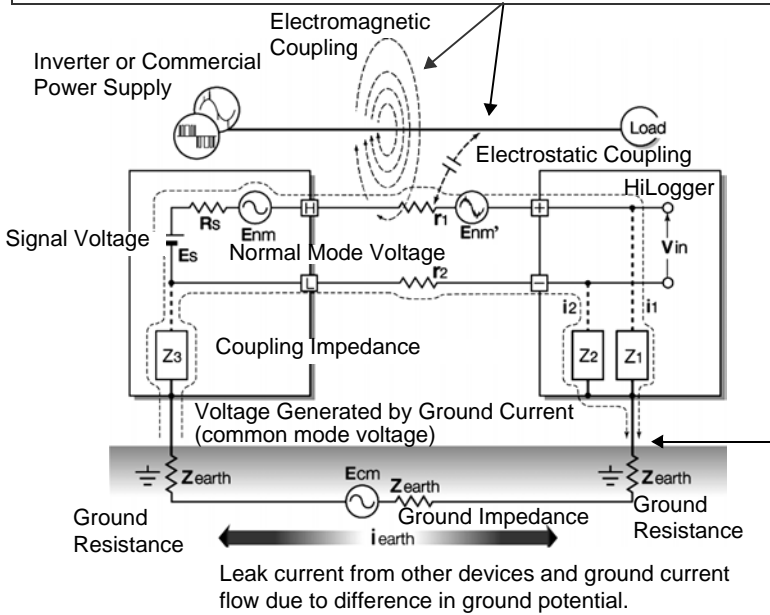 Electromagnetic
Coupling
Inverter or Commercial
Power Supply
Load
Electrostatic Coupling
HiLogger
H
r1
+
Rs
Enm
Enm'
Signal Voltage
Es
Normal Mode Voltage
Vin
r2
L
−
i2
i1
Z3
Coupling Impedance
Z2
Z1
Voltage Generated by Ground Current
(common mode voltage)
Zearth
Ecm
Zearth
Zearth
Ground
Resistance
Ground Impedance
Ground
Resistance
iearth
Leak current from other devices and ground current
flow due to difference in ground potential.